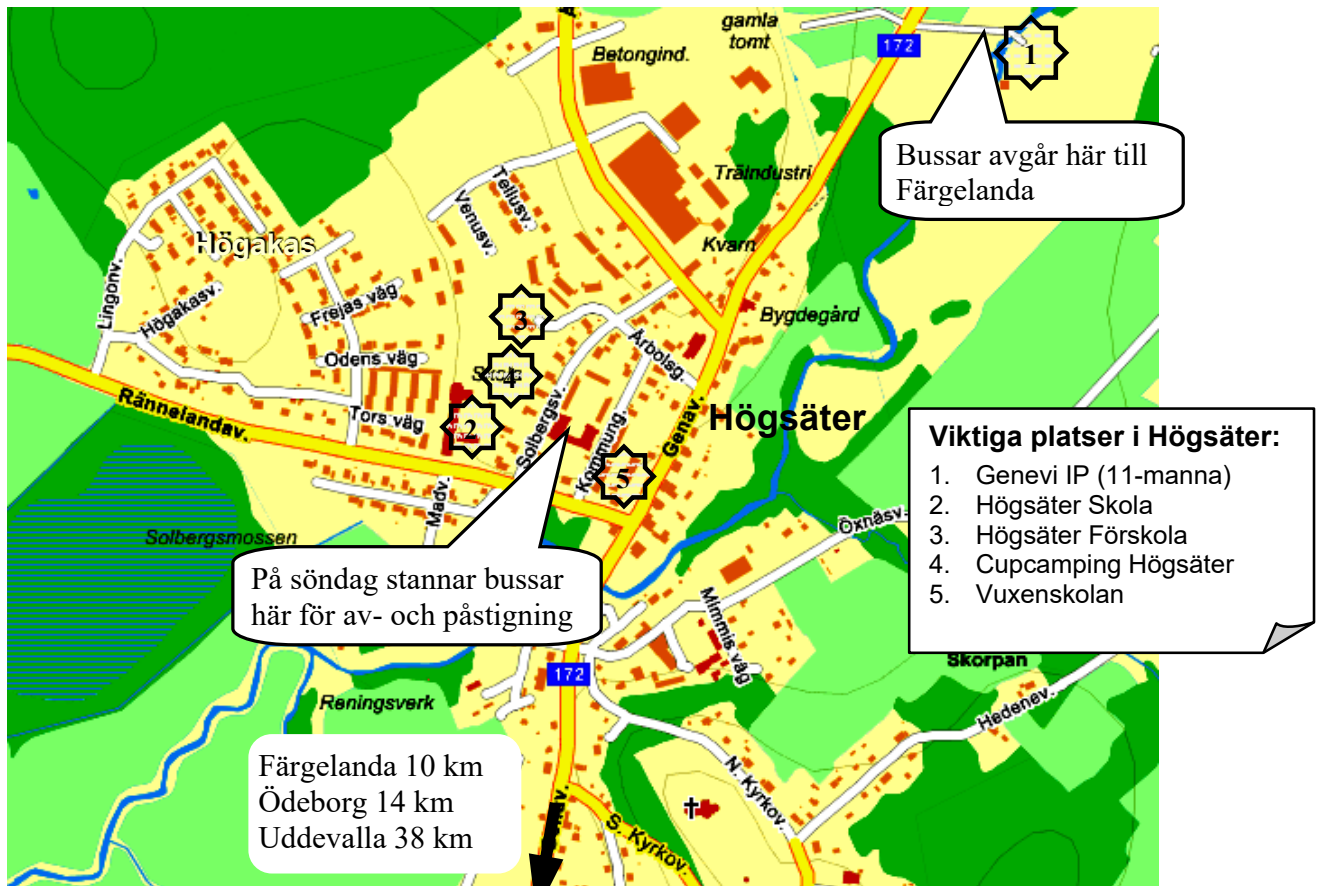 gamla
tomt
Betongind.
172
1
Bussar avgår här till
Färgelanda
Träindustri
Tellusv.
Venusv.
Kvarn
Högakas
Lingonv.
Högakasv.
Frejas väg
3
Bygdegård
Årbolsg.
Odens väg
Skola
4
Rännelandav.
Tors väg
2
Solbergsv.
Kommung.
Genav.
Högsäter
5
Madv.
Viktiga platser i Högsäter:
1. Genevi IP (11-manna)
2. Högsäter Skola
3. Högsäter Förskola
4. Cupcamping Högsäter
5. Vuxenskolan
Solbergsmossen
Öxnäsv.
På söndag stannar bussar
här för av- och påstigning
Mimmis väg
Skorpan
172
Reningsverk
Hedenev.
Färgelanda 10 km
Ödeborg 14 km
Uddevalla 38 km
N. Kyrkov.
S. Kyrkov.